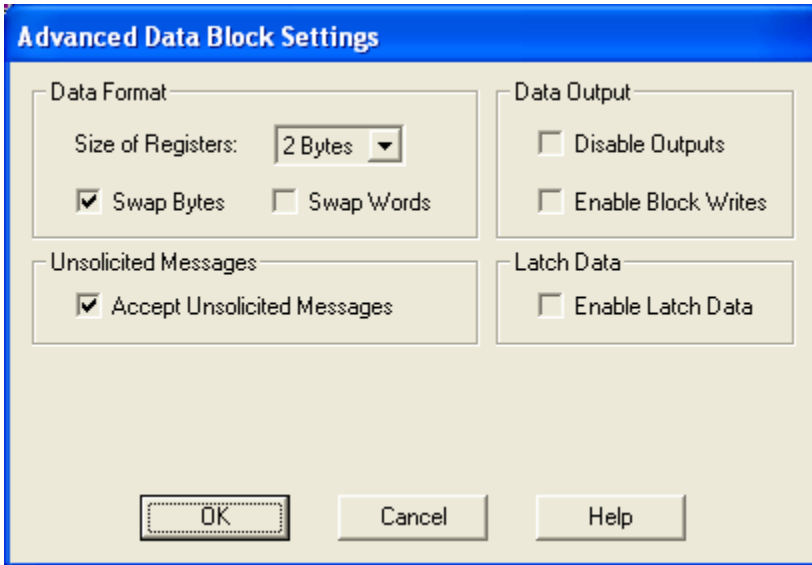 Advanced Data Block Settings
Data Format
Size of Registers: 2 Bytes
Swap Bytes Swap Words
Data Output
Disable Outputs
Enable Block Writes
Unsolicited Messages
Accept Unsolicited Messages
Latch Data
Enable Latch Data
OK Cancel Help